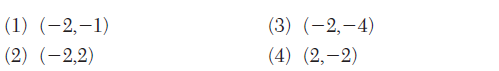 (1) (−2,−1) (3) (−2,−4)
(2) (−2,2) (4) (2,−2)